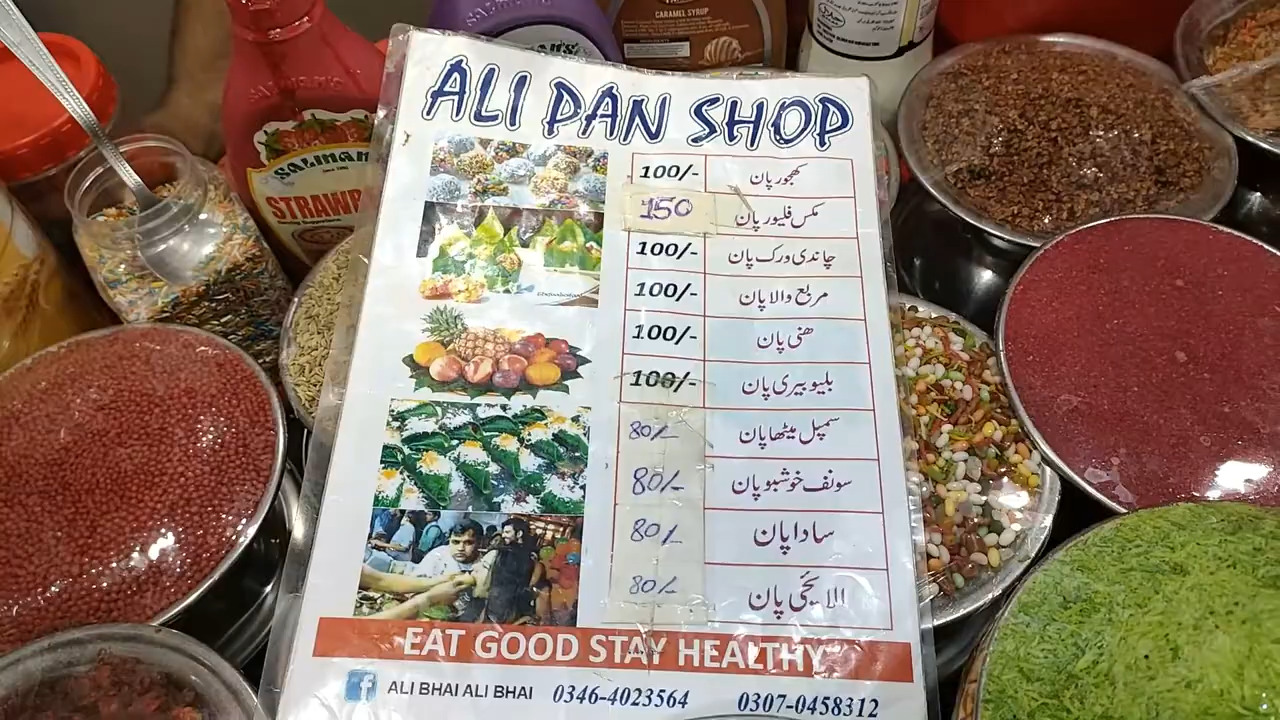 CARAMEL SYRUP
SALMAN'S
STRAWB
ALI PAN SHOP
100/- کھجور پان
150 مکس فلیور پان
100/- چاندی ورک پان
100/- مربع والا پان
100/- ھنی پان
100/- بلیو بیری پان
80/- سمپل میٹھا پان
80/- سونف خوشبو پان
80/- سادا پان
80/- الائچی پان
EAT GOOD STAY HEALTHY
ALI BHAI ALI BHAI 0346-4023564 0307-0458312